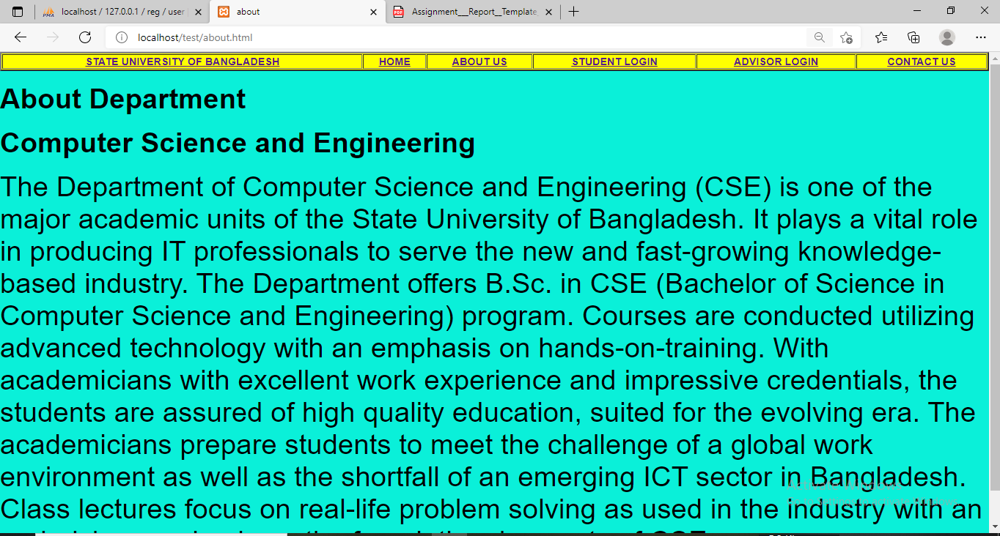 localhost / 127.0.0.1 / reg / user
about
Assignment___Report__Template_
localhost/test/about.html
STATE UNIVERSITY OF BANGLADESH HOME ABOUT US STUDENT LOGIN ADVISOR LOGIN CONTACT US
About Department
Computer Science and Engineering
The Department of Computer Science and Engineering (CSE) is one of the
major academic units of the State University of Bangladesh. It plays a vital role
in producing IT professionals to serve the new and fast-growing knowledge-
based industry. The Department offers B.Sc. in CSE (Bachelor of Science in
Computer Science and Engineering) program. Courses are conducted utilizing
advanced technology with an emphasis on hands-on-training. With
academicians with excellent work experience and impressive credentials, the
students are assured of high quality education, suited for the evolving era. The
academicians prepare students to meet the challenge of a global work
environment as well as the shortfall of an emerging ICT sector in Bangladesh.
Activate Windows
Class lectures focus on real-life problem solving as used in the industry with an